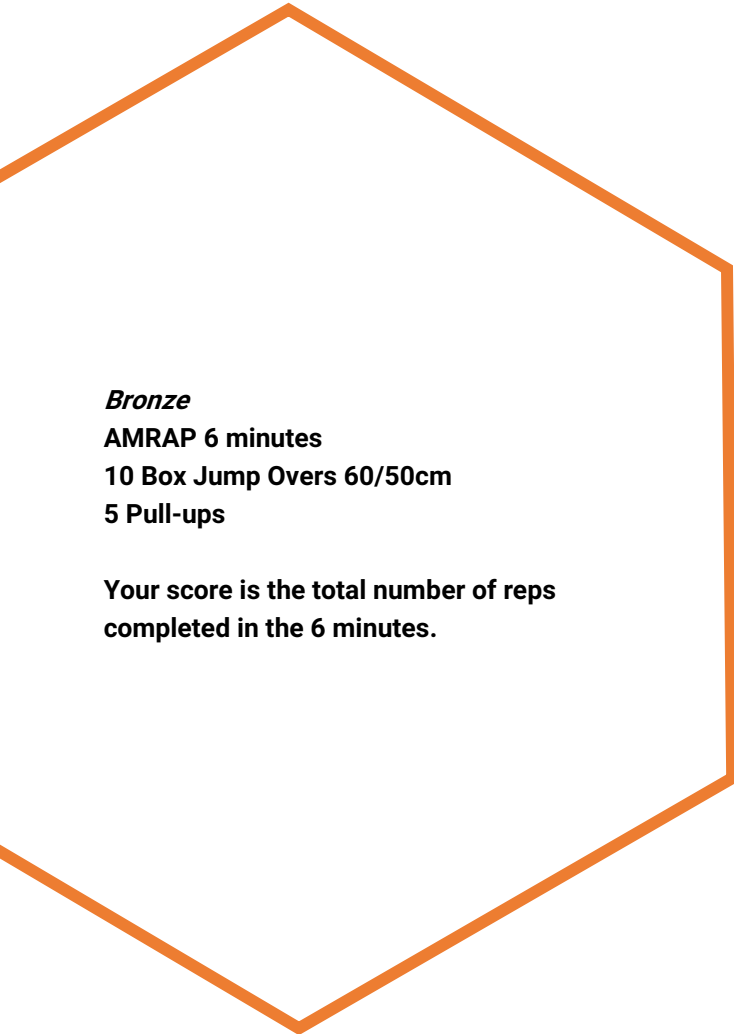 Bronze
AMRAP 6 minutes
10 Box Jump Overs 60/50cm
5 Pull-ups
Your score is the total number of reps
completed in the 6 minutes.